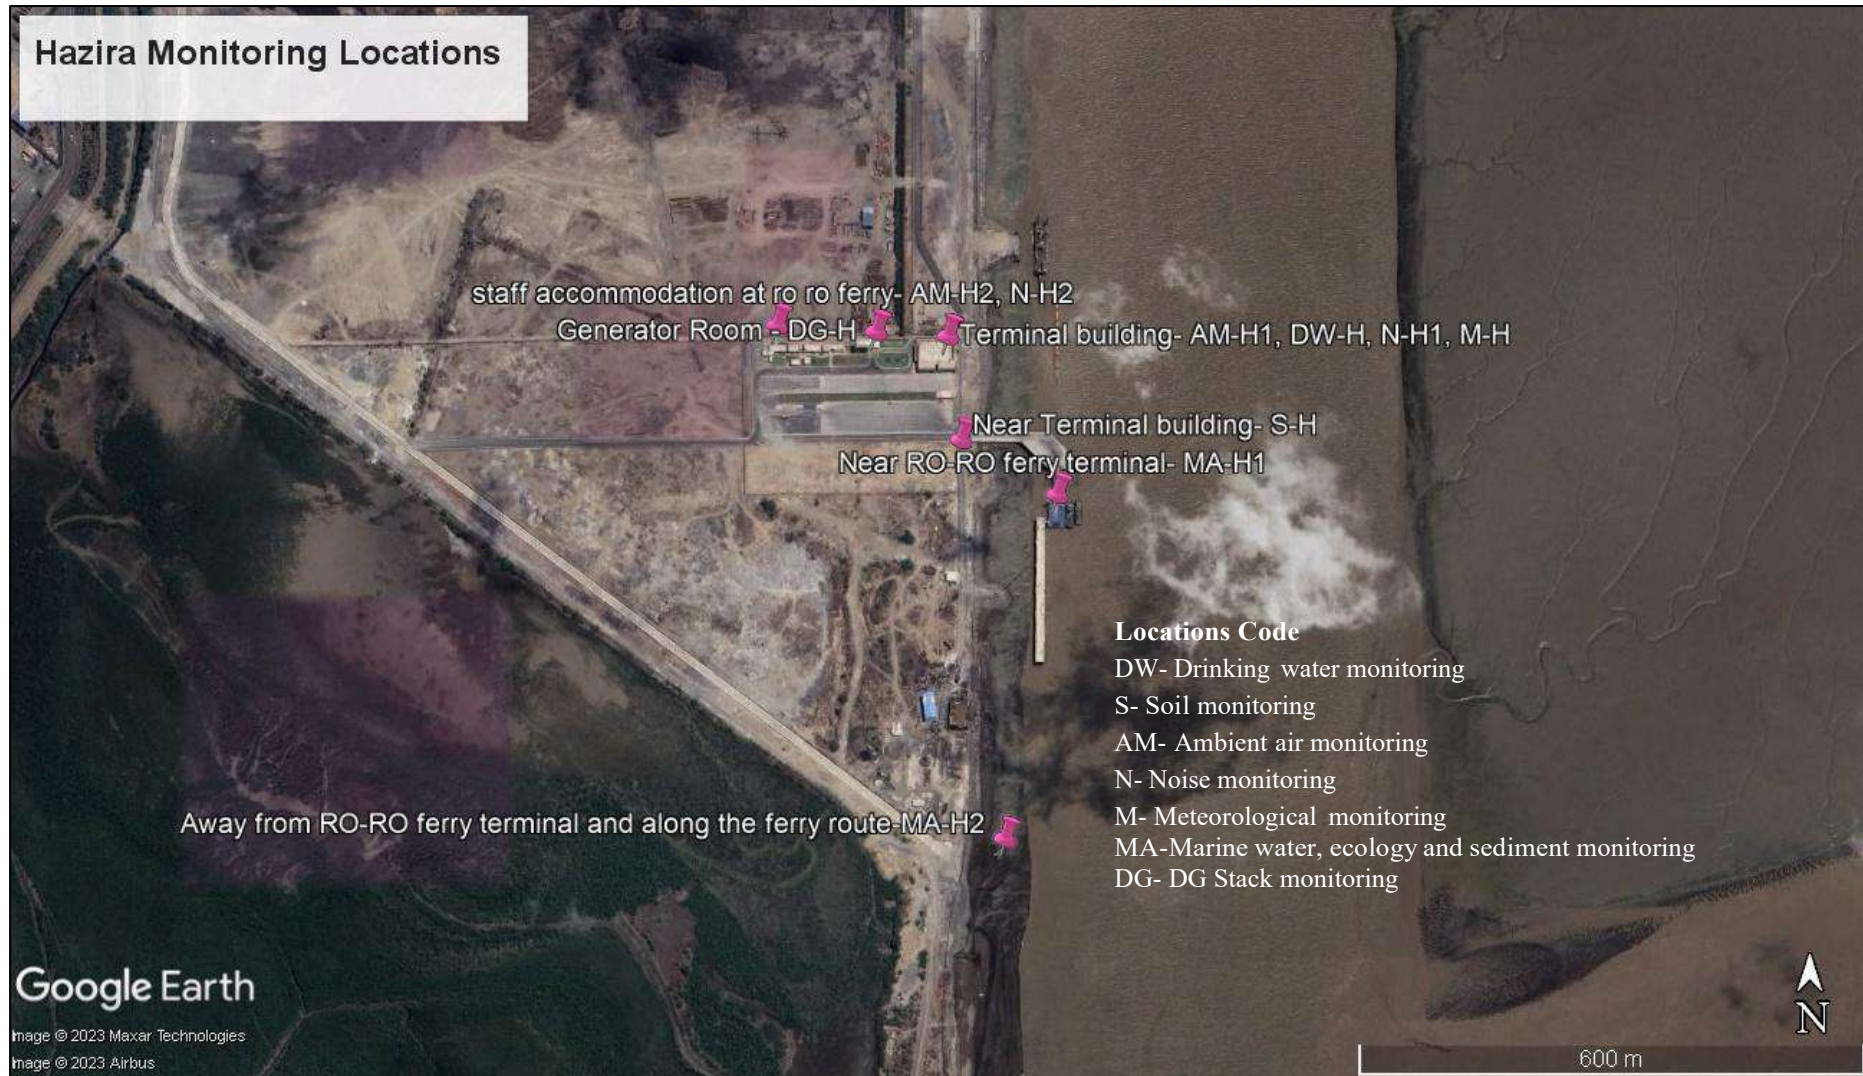 Hazira Monitoring Locations
staff accommodation at ro ro ferry- AM-H2, N-H2
Generator Room - DG-H
Terminal building- AM-H1, DW-H, N-H1, M-H
Near Terminal building- S-H
Near RO-RO ferry terminal- MA-H1
Locations Code
DW- Drinking water monitoring
S- Soil monitoring
AM- Ambient air monitoring
N- Noise monitoring
M- Meteorological monitoring
MA-Marine water, ecology and sediment monitoring
DG- DG Stack monitoring
Away from RO-RO ferry terminal and along the ferry route-MA-H2
Google Earth
Image © 2023 Maxar Technologies
Image © 2023 Airbus
N
600 m